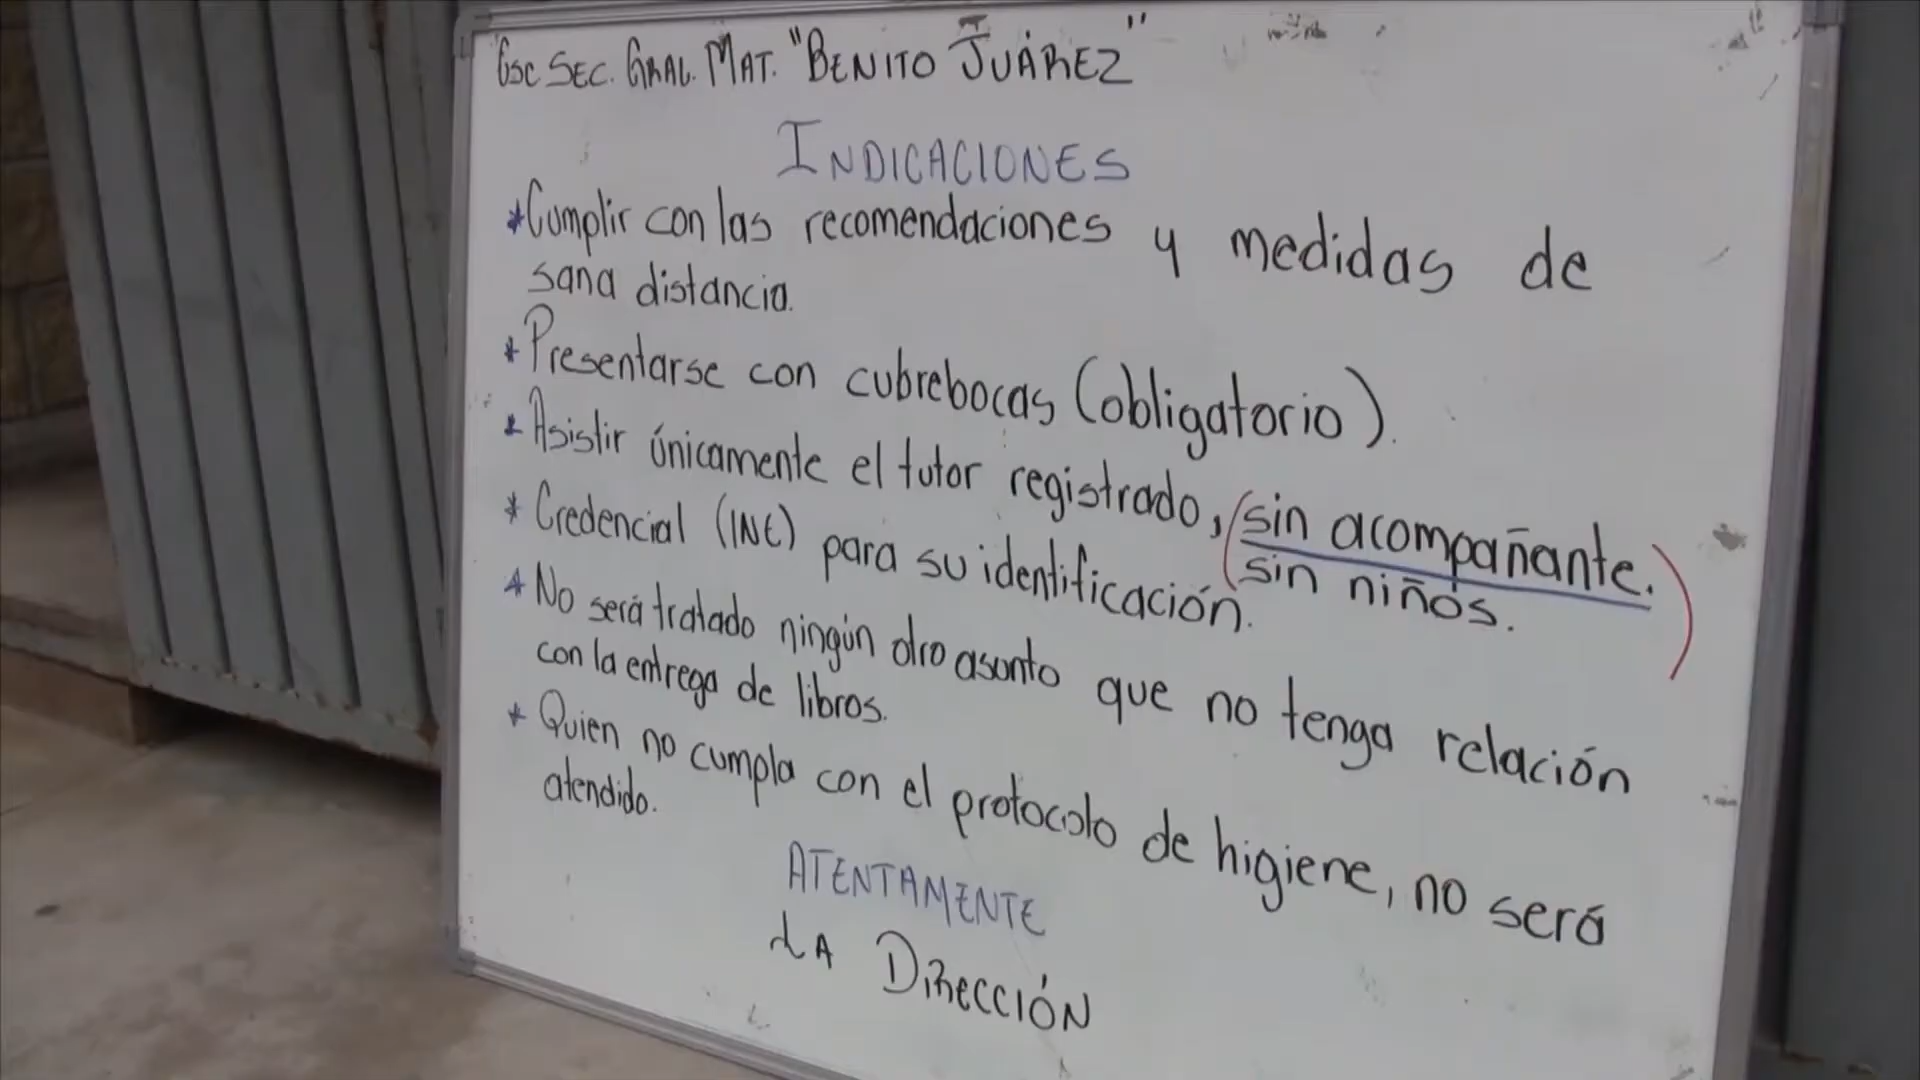 Esc Sec. Gral. Mat. "Benito Juárez"
INDICACIONES
*Cumplir con las recomendaciones y medidas de
sana distancia.
*Presentarse con cubrebocas (obligatorio).
*Asistir únicamente el tutor registrado, (sin acompañante.)
sin niños.
*Credencial (INE) para su identificación.
*No será tratado ningún otro asunto que no tenga relación
con la entrega de libros.
*Quien no cumpla con el protocolo de higiene, no será
atendido.
ATENTAMENTE
LA DIRECCIÓN